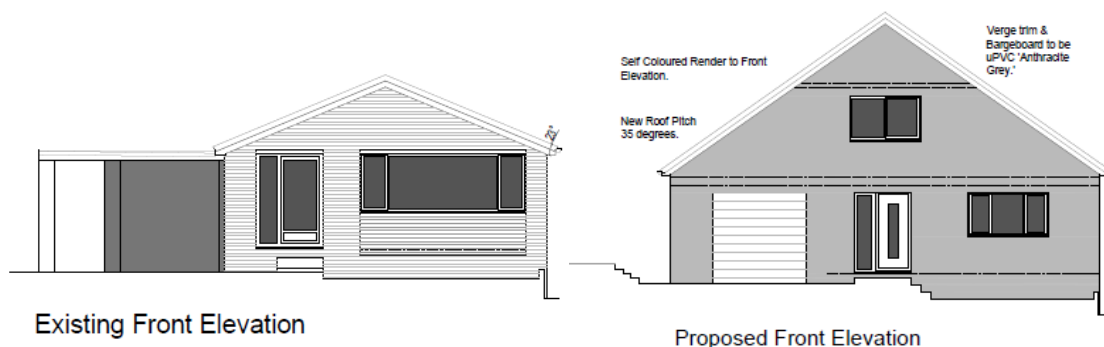 Self Coloured Render to Front
Elevation.
New Roof Pitch
35 degrees.
Verge trim &
Bargeboard to be
uPVC 'Anthracite
Grey.'
Existing Front Elevation
Proposed Front Elevation